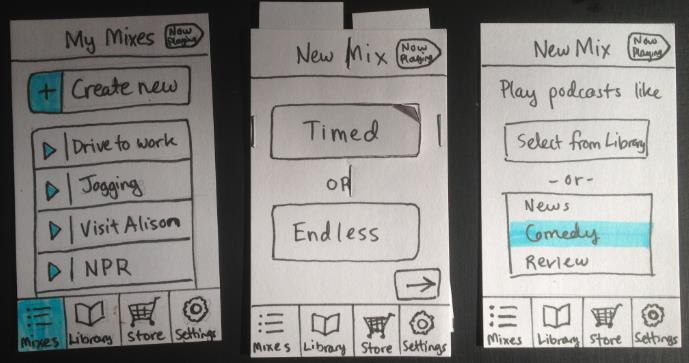 My Mixes
Now Playing
+ Create new
Drive to work
Jogging
Visit Alison
NPR
Mixes Library Store Settings
New Mix
Now Playing
Timed
OR
Endless
Mixes Library Store Settings
New Mix
Now Playing
Play podcasts like
Select from Library
- or -
News
Comedy
Review
Mixes Library Store Settings